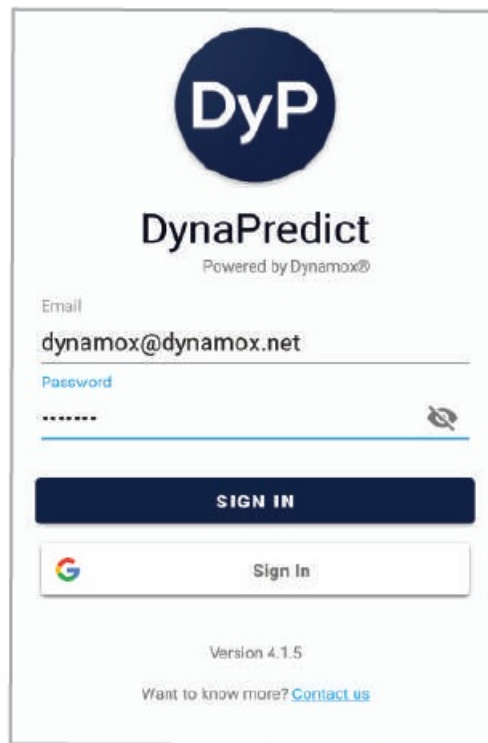 DyP
DynaPredict
Powered by Dynamox®
Email
dynamox@dynamox.net
Password
•••••••
SIGN IN
Sign In
Version 4.1.5
Want to know more? Contact us